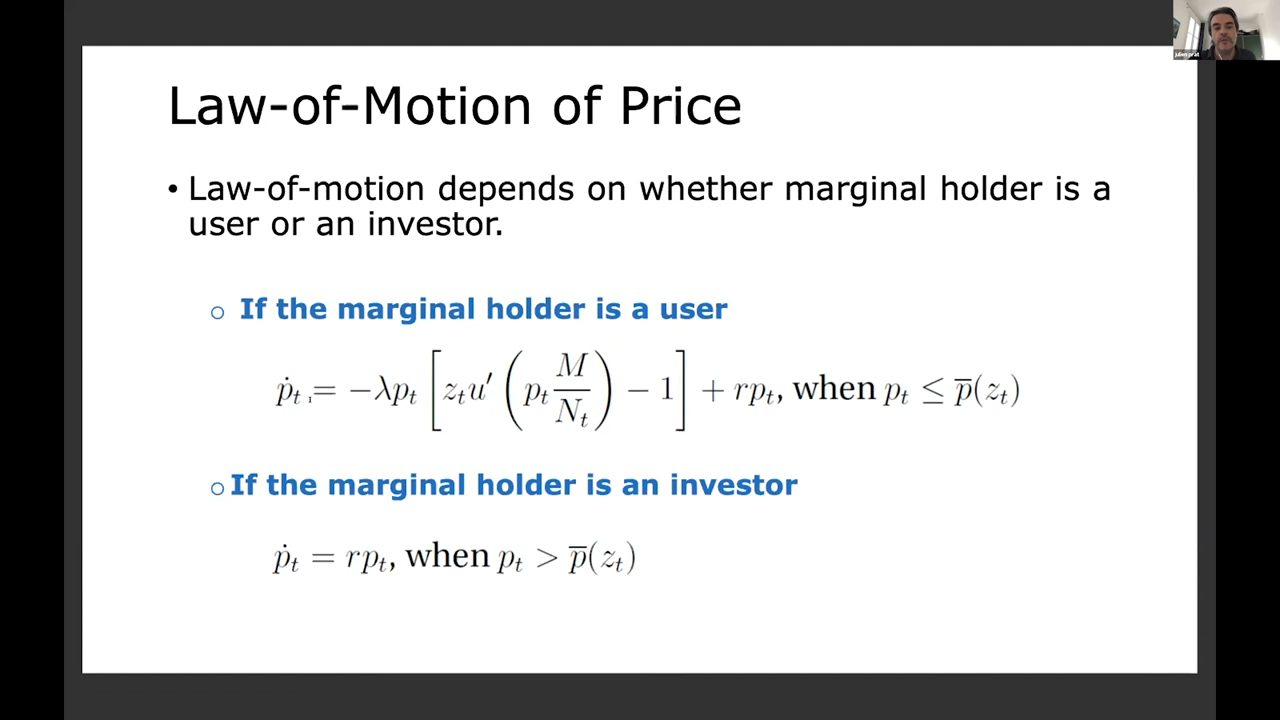 Law-of-Motion of Price
• Law-of-motion depends on whether marginal holder is a
user or an investor.
o If the marginal holder is a user
ṗ_t = −λp_t [ z_t u′ ( p_t M/N_t ) − 1 ] + rp_t, when p_t ≤ p̅(z_t)
o If the marginal holder is an investor
ṗ_t = rp_t, when p_t > p̅(z_t)